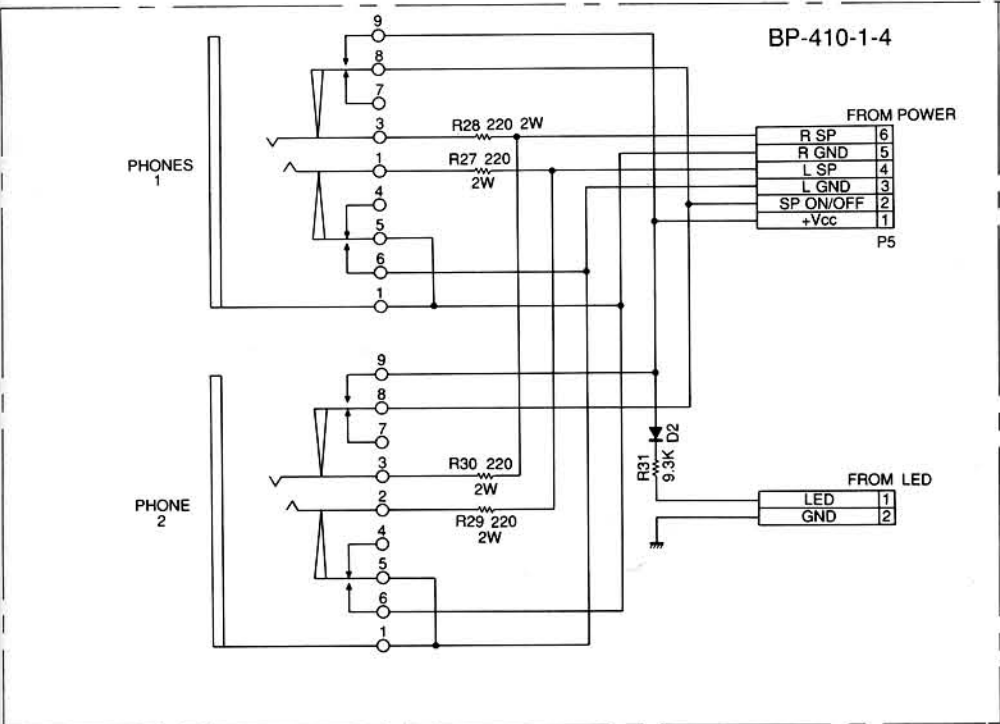 BP-410-1-4
9
8
7
3
R28 220 2W
PHONES
1
1
R27 220
2W
4
5
6
1
FROM POWER
R SP 6
R GND 5
L SP 4
L GND 3
SP ON/OFF 2
+Vcc 1
P5
9
8
7
3
R30 220
2W
PHONE
2
2
R29 220
2W
4
5
6
1
D2
R31
9.3K
FROM LED
LED 1
GND 2